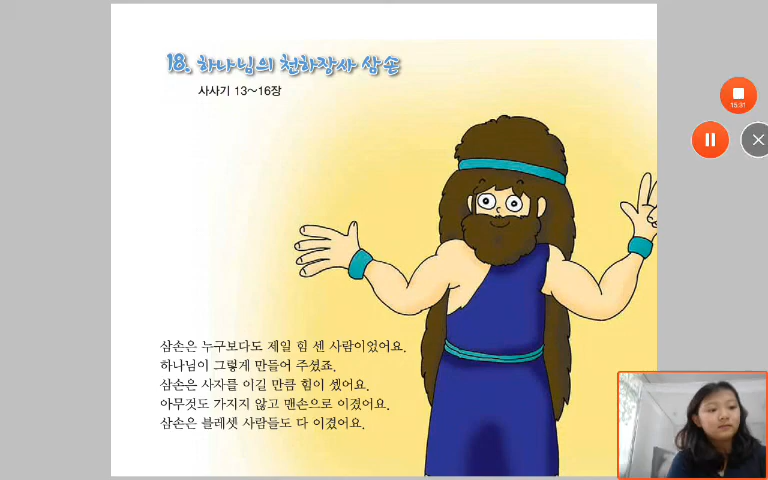 18. 하나님의 천하장사 삼손
사사기 13~16장
삼손은 누구보다도 제일 힘 센 사람이었어요.
하나님이 그렇게 만들어 주셨죠.
삼손은 사자를 이길 만큼 힘이 셌어요.
아무것도 가지지 않고 맨손으로 이겼어요.
삼손은 블레셋 사람들도 다 이겼어요.
15:31